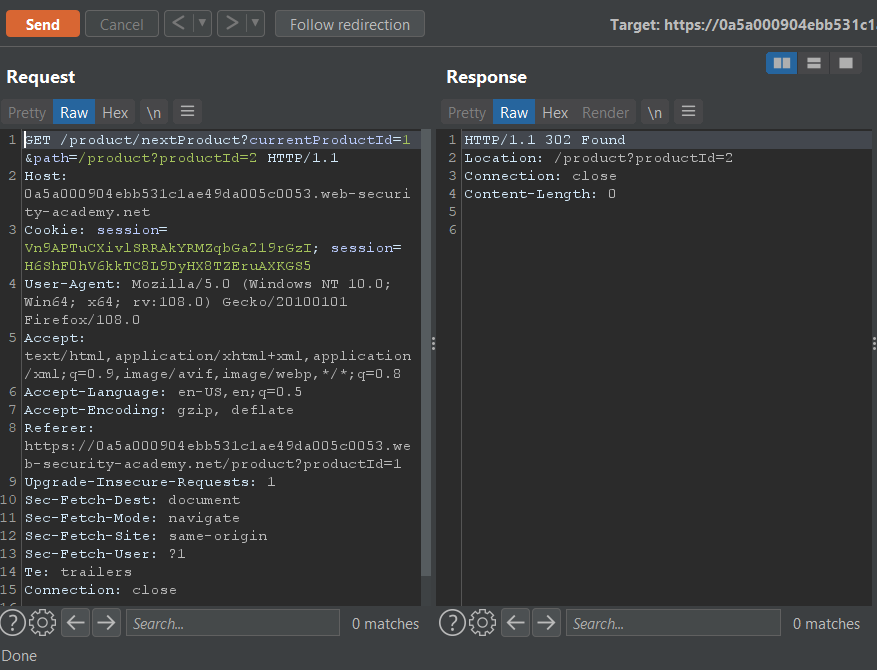 Send Cancel < ▼ > ▼ Follow redirection Target: https://0a5a000904ebb531c1
Request
Pretty Raw Hex \n ≡
1 GET /product/nextProduct?currentProductId=1
&path=/product?productId=2 HTTP/1.1
2 Host:
0a5a000904ebb531c1ae49da005c0053.web-securi
ty-academy.net
3 Cookie: session=
Vn9APTuCXivlSRRAkYRMZqbGa219rGzI; session=
H6ShF0hV6kkTC8L9DyHX8TZEruAXKGS5
4 User-Agent: Mozilla/5.0 (Windows NT 10.0;
Win64; x64; rv:108.0) Gecko/20100101
Firefox/108.0
5 Accept:
text/html,application/xhtml+xml,application
/xml;q=0.9,image/avif,image/webp,*/*;q=0.8
6 Accept-Language: en-US,en;q=0.5
7 Accept-Encoding: gzip, deflate
8 Referer:
https://0a5a000904ebb531c1ae49da005c0053.we
b-security-academy.net/product?productId=1
9 Upgrade-Insecure-Requests: 1
10 Sec-Fetch-Dest: document
11 Sec-Fetch-Mode: navigate
12 Sec-Fetch-Site: same-origin
13 Sec-Fetch-User: ?1
14 Te: trailers
15 Connection: close
? Search... 0 matches
Response
Pretty Raw Hex Render \n ≡
1 HTTP/1.1 302 Found
2 Location: /product?productId=2
3 Connection: close
4 Content-Length: 0
5
6
? Search... 0 matches
Done